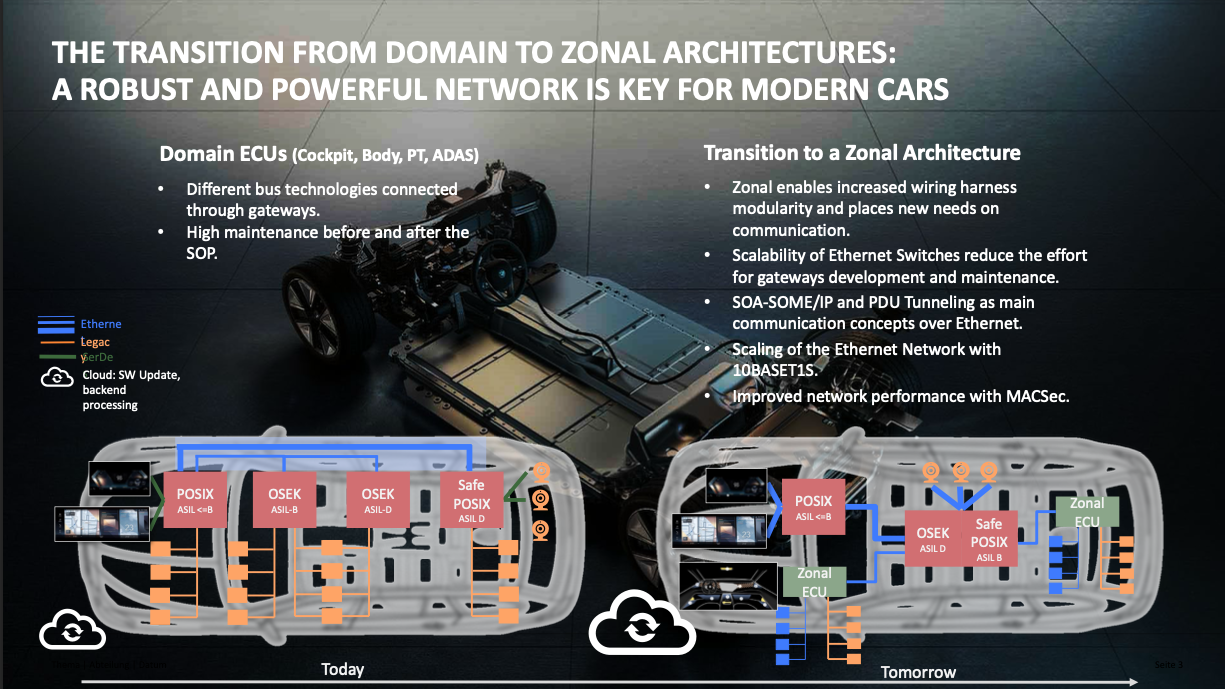 THE TRANSITION FROM DOMAIN TO ZONAL ARCHITECTURES:
A ROBUST AND POWERFUL NETWORK IS KEY FOR MODERN CARS
Domain ECUs (Cockpit, Body, PT, ADAS)
• Different bus technologies connected
through gateways.
• High maintenance before and after the
SOP.
Transition to a Zonal Architecture
• Zonal enables increased wiring harness
modularity and places new needs on
communication.
• Scalability of Ethernet Switches reduce the effort
for gateways development and maintenance.
• SOA-SOME/IP and PDU Tunneling as main
communication concepts over Ethernet.
• Scaling of the Ethernet Network with
10BASET1S.
• Improved network performance with MACSec.
Etherne
t
Legac
y
SerDe
Cloud: SW Update,
backend
processing
POSIX
ASIL <=B
OSEK
ASIL-B
OSEK
ASIL-D
Safe
POSIX
ASIL D
POSIX
ASIL <=B
Zonal
ECU
OSEK
ASIL D
Safe
POSIX
ASIL B
Zonal
ECU
Today
Tomorrow
Seite 3